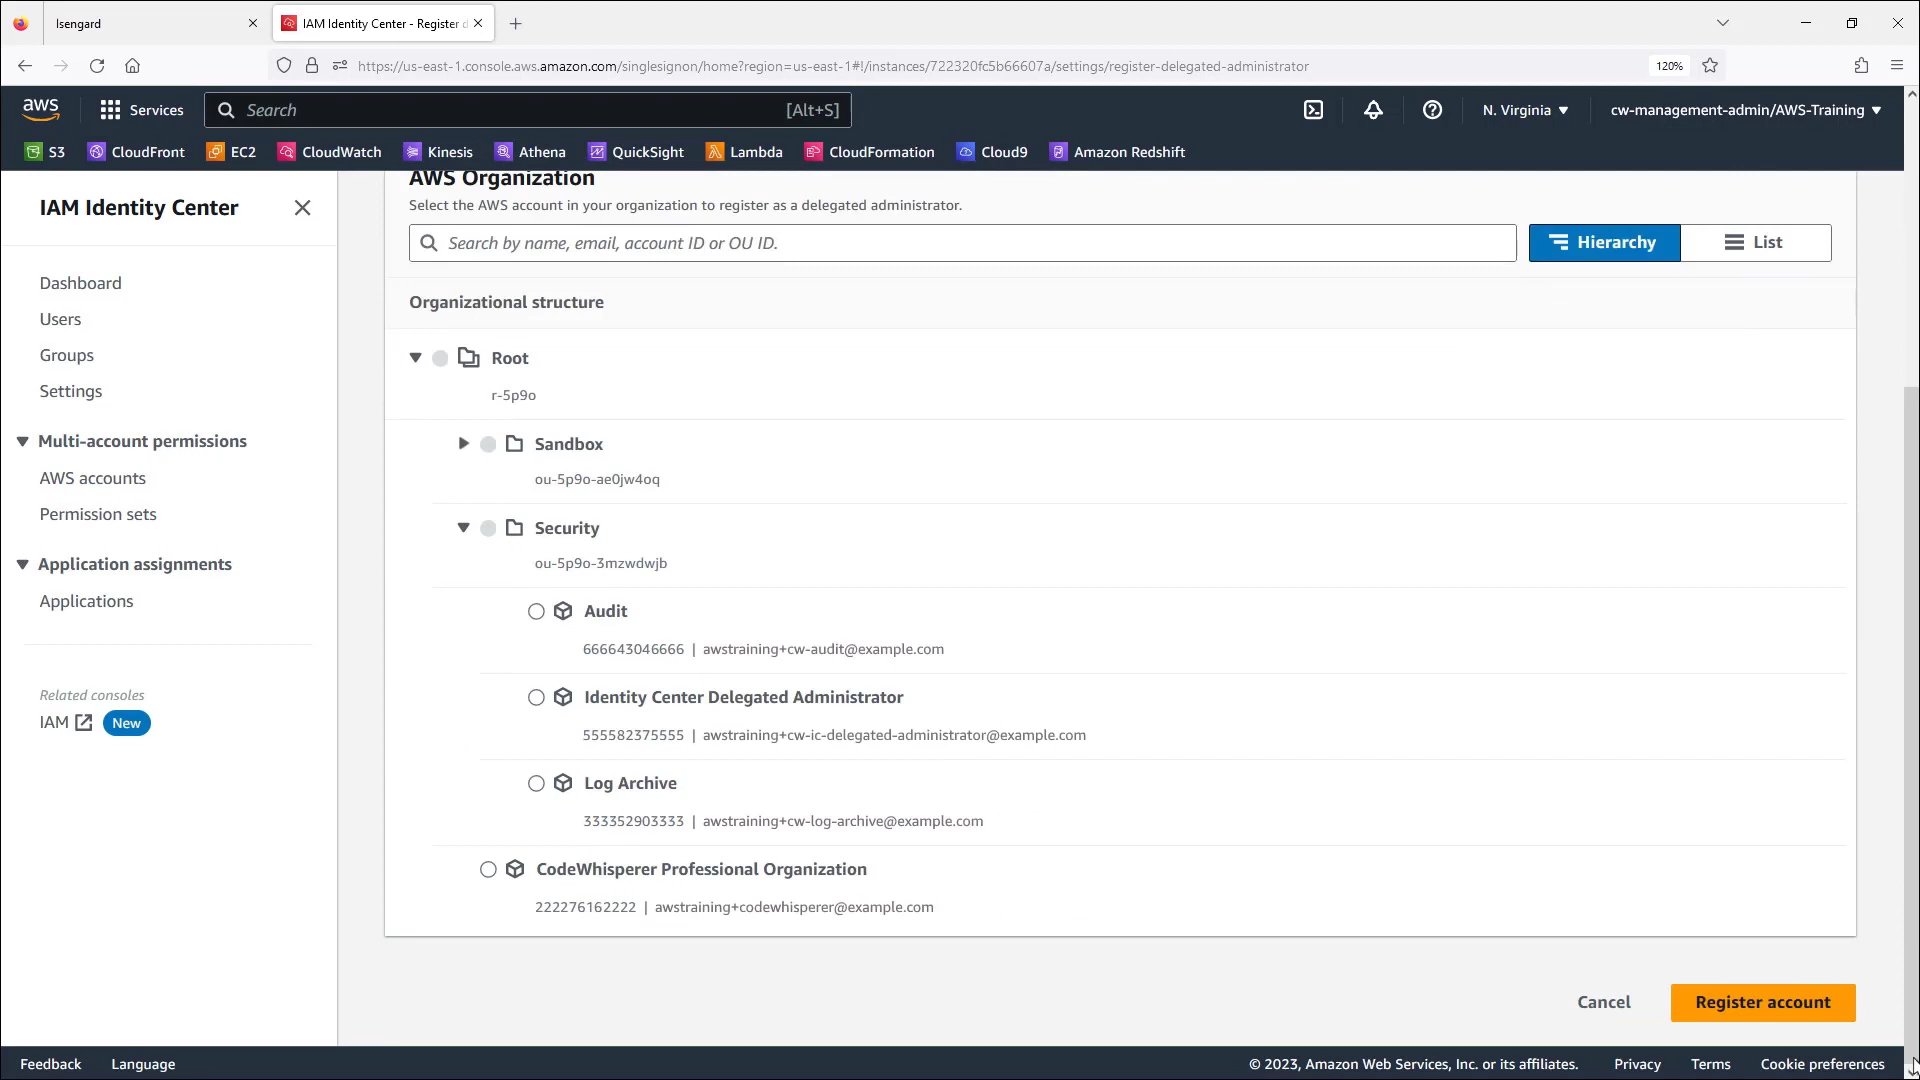 Isengard
IAM Identity Center - Register d
https://us-east-1.console.aws.amazon.com/singlesignon/home?region=us-east-1#!/instances/722320fc5b66607a/settings/register-delegated-administrator
120%
aws
Services
Search
[Alt+S]
N. Virginia
cw-management-admin/AWS-Training
S3
CloudFront
EC2
CloudWatch
Kinesis
Athena
QuickSight
Lambda
CloudFormation
Cloud9
Amazon Redshift
IAM Identity Center
Dashboard
Users
Groups
Settings
Multi-account permissions
AWS accounts
Permission sets
Application assignments
Applications
Related consoles
IAM New
AWS Organization
Select the AWS account in your organization to register as a delegated administrator.
Search by name, email, account ID or OU ID.
Hierarchy
List
Organizational structure
Root
r-5p9o
Sandbox
ou-5p9o-ae0jw4oq
Security
ou-5p9o-3mzwdwjb
Audit
666643046666 | awstraining+cw-audit@example.com
Identity Center Delegated Administrator
555582375555 | awstraining+cw-ic-delegated-administrator@example.com
Log Archive
333352903333 | awstraining+cw-log-archive@example.com
CodeWhisperer Professional Organization
222276162222 | awstraining+codewhisperer@example.com
Cancel
Register account
Feedback
Language
© 2023, Amazon Web Services, Inc. or its affiliates.
Privacy
Terms
Cookie preferences